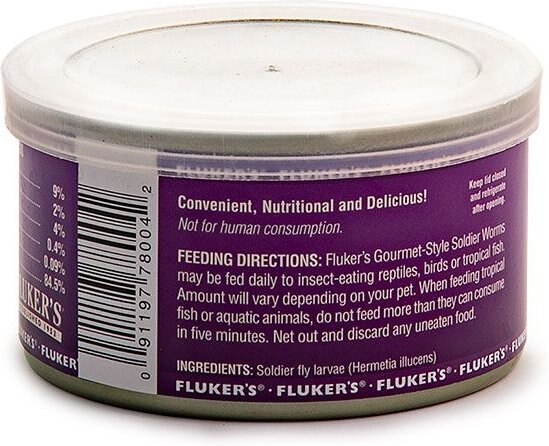 9%
2%
4%
0.4%
0.09%
84.5%
FLUKER'S
FLUKER'S · FLUKER
0 91197 78004 2
Convenient, Nutritional and Delicious!
Not for human consumption.
Keep lid closed
and refrigerate
after opening.
FEEDING DIRECTIONS: Fluker's Gourmet-Style Soldier Worms
may be fed daily to insect-eating reptiles, birds or tropical fish.
Amount will vary depending on your pet. When feeding tropical
fish or aquatic animals, do not feed more than they can consume
in five minutes. Net out and discard any uneaten food.
INGREDIENTS: Soldier fly larvae (Hermetia illucens)
FLUKER'S® · FLUKER'S® · FLUKER'S® · FLUKER'S®